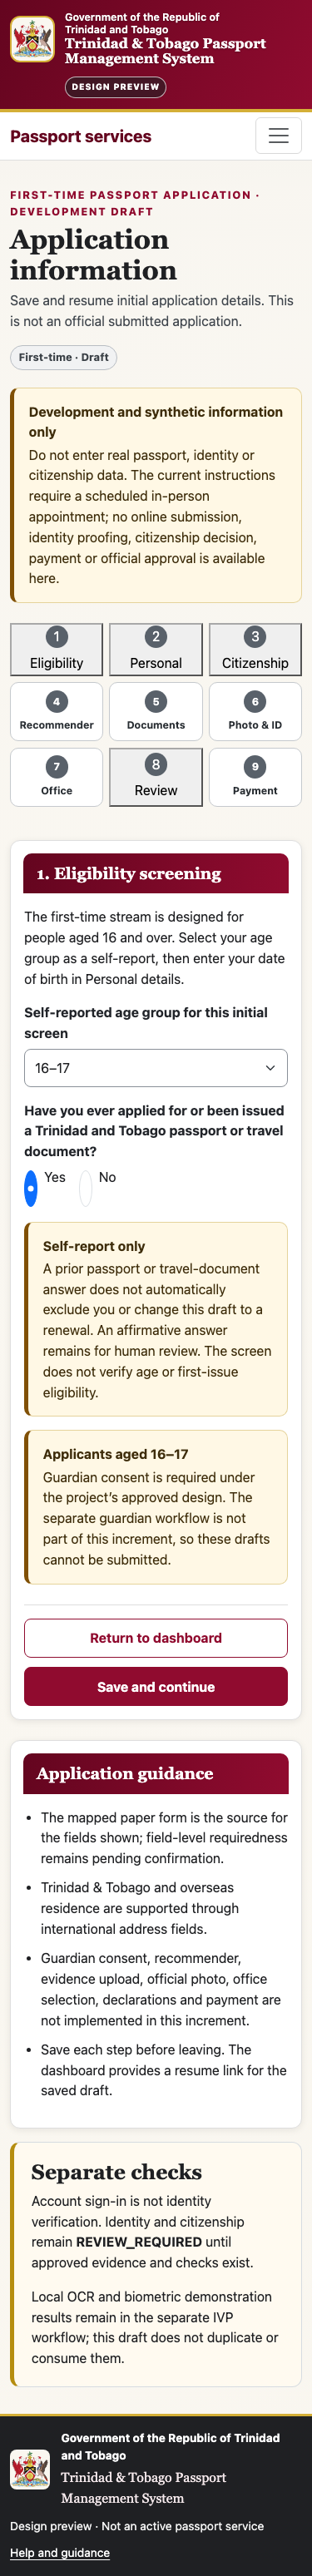 Government of the Republic of
Trinidad and Tobago
Trinidad & Tobago Passport
Management System
DESIGN PREVIEW
Passport services
FIRST-TIME PASSPORT APPLICATION ·
DEVELOPMENT DRAFT
Application
information
Save and resume initial application details. This
is not an official submitted application.
First-time · Draft
Development and synthetic information
only
Do not enter real passport, identity or
citizenship data. The current instructions
require a scheduled in-person
appointment; no online submission,
identity proofing, citizenship decision,
payment or official approval is available
here.
1
Eligibility
2
Personal
3
Citizenship
4
Recommender
5
Documents
6
Photo & ID
7
Office
8
Review
9
Payment
1. Eligibility screening
The first-time stream is designed for
people aged 16 and over. Select your age
group as a self-report, then enter your date
of birth in Personal details.
Self-reported age group for this initial
screen
16–17
Have you ever applied for or been issued
a Trinidad and Tobago passport or travel
document?
Yes No
Self-report only
A prior passport or travel-document
answer does not automatically
exclude you or change this draft to a
renewal. An affirmative answer
remains for human review. The screen
does not verify age or first-issue
eligibility.
Applicants aged 16–17
Guardian consent is required under
the project’s approved design. The
separate guardian workflow is not
part of this increment, so these drafts
cannot be submitted.
Return to dashboard
Save and continue
Application guidance
• The mapped paper form is the source for
the fields shown; field-level requiredness
remains pending confirmation.
• Trinidad & Tobago and overseas
residence are supported through
international address fields.
• Guardian consent, recommender,
evidence upload, official photo, office
selection, declarations and payment are
not implemented in this increment.
• Save each step before leaving. The
dashboard provides a resume link for the
saved draft.
Separate checks
Account sign-in is not identity
verification. Identity and citizenship
remain REVIEW_REQUIRED until
approved evidence and checks exist.
Local OCR and biometric demonstration
results remain in the separate IVP
workflow; this draft does not duplicate or
consume them.
Government of the Republic of Trinidad
and Tobago
Trinidad & Tobago Passport
Management System
Design preview · Not an active passport service
Help and guidance